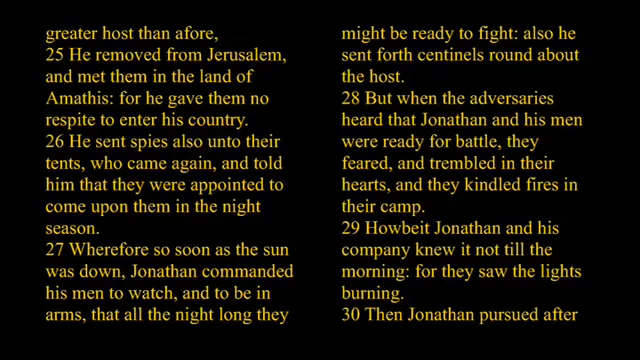 greater host than afore,
25 He removed from Jerusalem,
and met them in the land of
Amathis: for he gave them no
respite to enter his country.
26 He sent spies also unto their
tents, who came again, and told
him that they were appointed to
come upon them in the night
season.
27 Wherefore so soon as the sun
was down, Jonathan commanded
his men to watch, and to be in
arms, that all the night long they
might be ready to fight: also he
sent forth centinels round about
the host.
28 But when the adversaries
heard that Jonathan and his men
were ready for battle, they
feared, and trembled in their
hearts, and they kindled fires in
their camp.
29 Howbeit Jonathan and his
company knew it not till the
morning: for they saw the lights
burning.
30 Then Jonathan pursued after